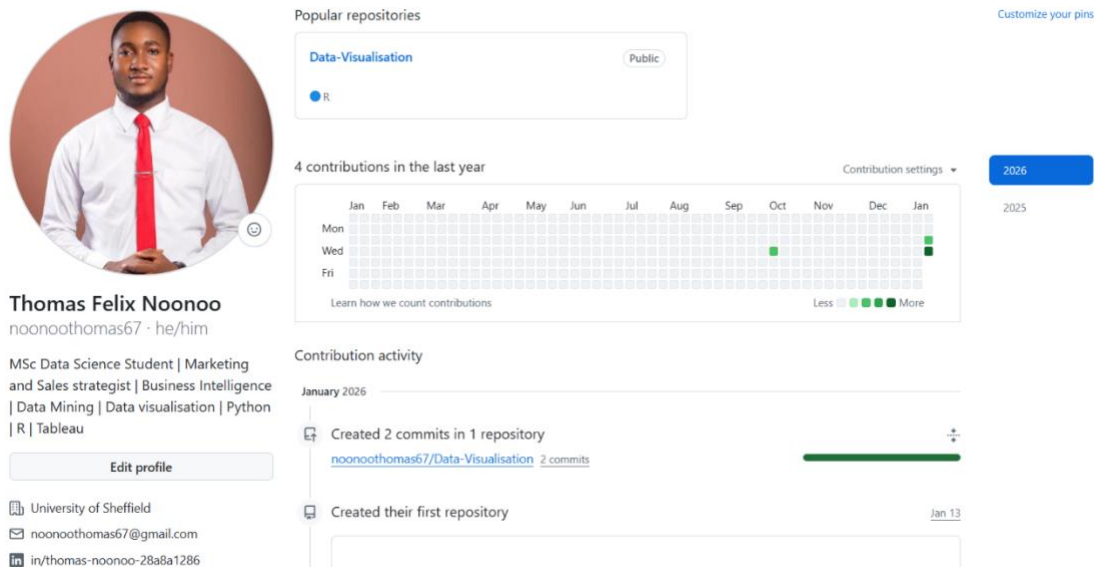 Thomas Felix Noonoo
noonoothomas67 · he/him
MSc Data Science Student | Marketing
and Sales strategist | Business Intelligence
| Data Mining | Data visualisation | Python
| R | Tableau
Edit profile
University of Sheffield
noonoothomas67@gmail.com
in/thomas-noonoo-28a8a1286
Popular repositories
Customize your pins
Data-Visualisation
Public
R
4 contributions in the last year
Contribution settings
2026
2025
Jan Feb Mar Apr May Jun Jul Aug Sep Oct Nov Dec Jan
Mon
Wed
Fri
Learn how we count contributions
Less More
Contribution activity
January 2026
Created 2 commits in 1 repository
noonoothomas67/Data-Visualisation 2 commits
Created their first repository
Jan 13